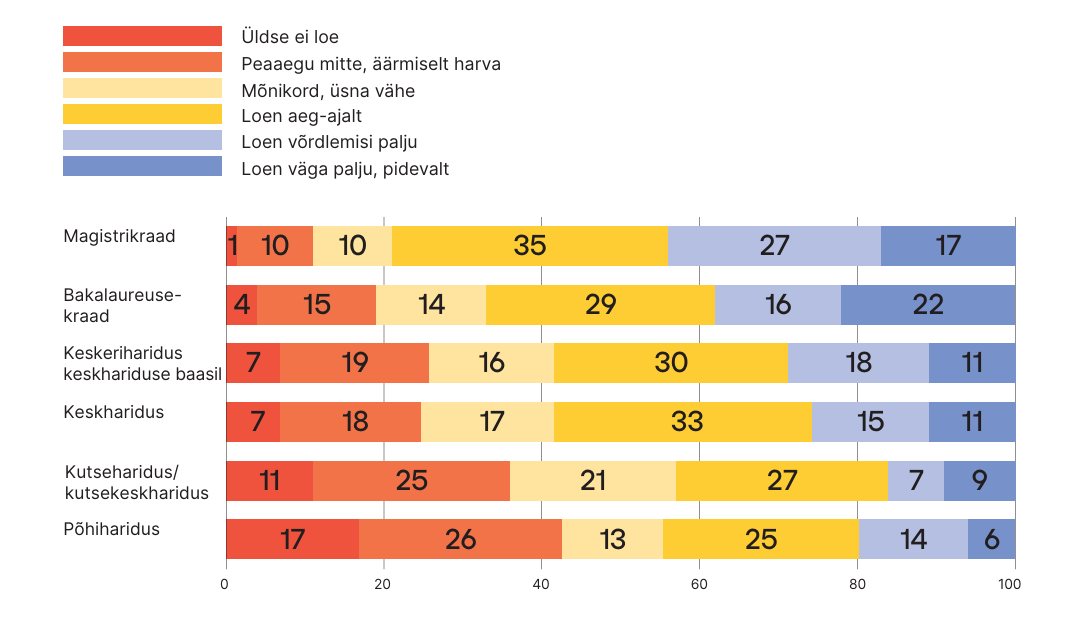 Üldse ei loe
Peaaegu mitte, äärmiselt harva
Mõnikord, üsna vähe
Loen aeg-ajalt
Loen võrdlemisi palju
Loen väga palju, pidevalt
Magistrikraad
1 10 10 35 27 17
Bakalaureuse-
kraad
4 15 14 29 16 22
Keskeriharidus
keskhariduse baasil
7 19 16 30 18 11
Keskharidus
7 18 17 33 15 11
Kutseharidus/
kutsekeskharidus
11 25 21 27 7 9
Põhiharidus
17 26 13 25 14 6
0 20 40 60 80 100